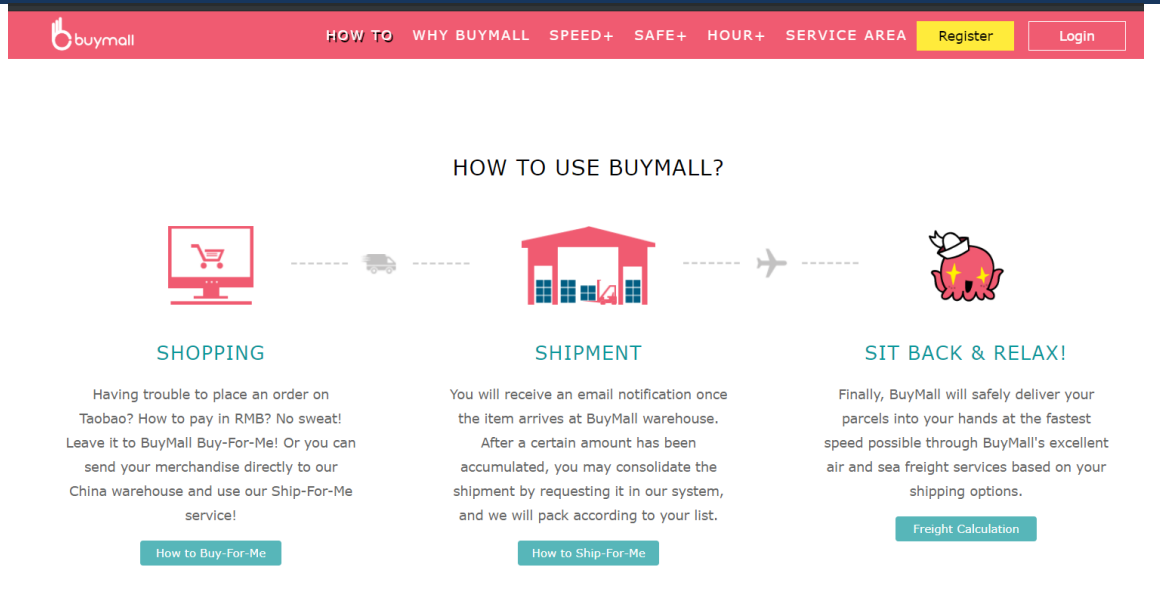 buymall
HOW TO WHY BUYMALL SPEED+ SAFE+ HOUR+ SERVICE AREA Register Login
HOW TO USE BUYMALL?
SHOPPING
Having trouble to place an order on
Taobao? How to pay in RMB? No sweat!
Leave it to BuyMall Buy-For-Me! Or you can
send your merchandise directly to our
China warehouse and use our Ship-For-Me
service!
How to Buy-For-Me
SHIPMENT
You will receive an email notification once
the item arrives at BuyMall warehouse.
After a certain amount has been
accumulated, you may consolidate the
shipment by requesting it in our system,
and we will pack according to your list.
How to Ship-For-Me
SIT BACK & RELAX!
Finally, BuyMall will safely deliver your
parcels into your hands at the fastest
speed possible through BuyMall's excellent
air and sea freight services based on your
shipping options.
Freight Calculation